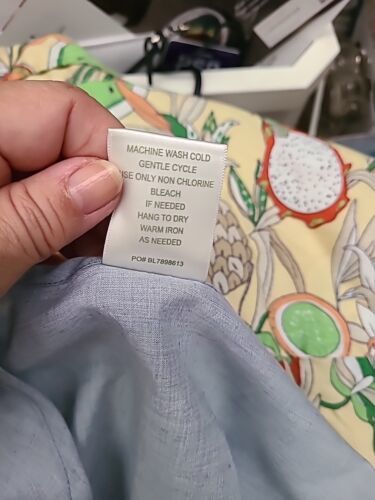 MACHINE WASH COLD
GENTLE CYCLE
USE ONLY NON CHLORINE
BLEACH
IF NEEDED
HANG TO DRY
WARM IRON
AS NEEDED
PO# BL7898613